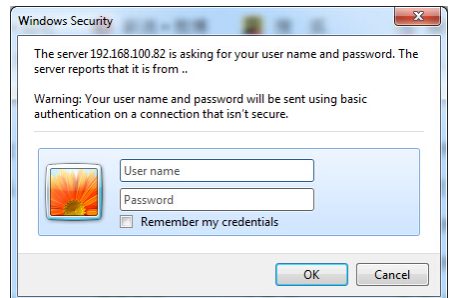 Windows Security
The server 192.168.100.82 is asking for your user name and password. The
server reports that it is from ..
Warning: Your user name and password will be sent using basic
authentication on a connection that isn't secure.
User name
Password
Remember my credentials
OK
Cancel